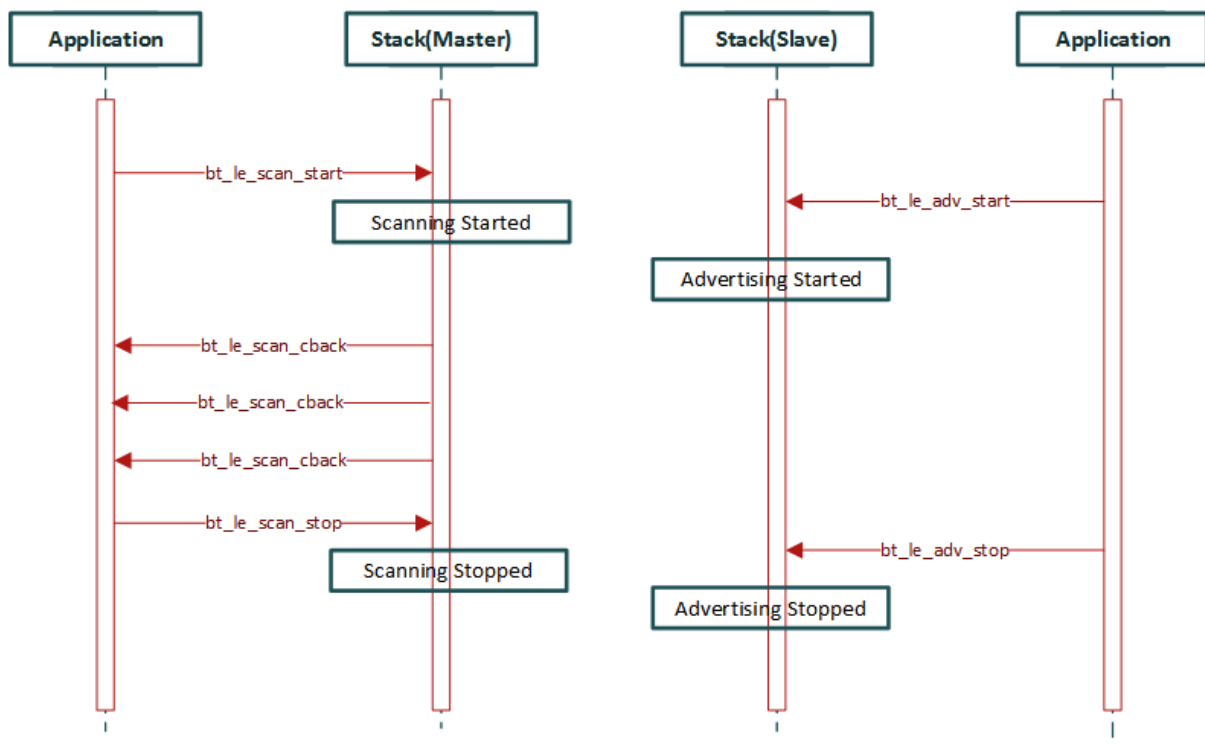 Application
Stack(Master)
Stack(Slave)
Application
bt_le_scan_start
bt_le_adv_start
Scanning Started
Advertising Started
bt_le_scan_cback
bt_le_scan_cback
bt_le_scan_cback
bt_le_scan_stop
bt_le_adv_stop
Scanning Stopped
Advertising Stopped